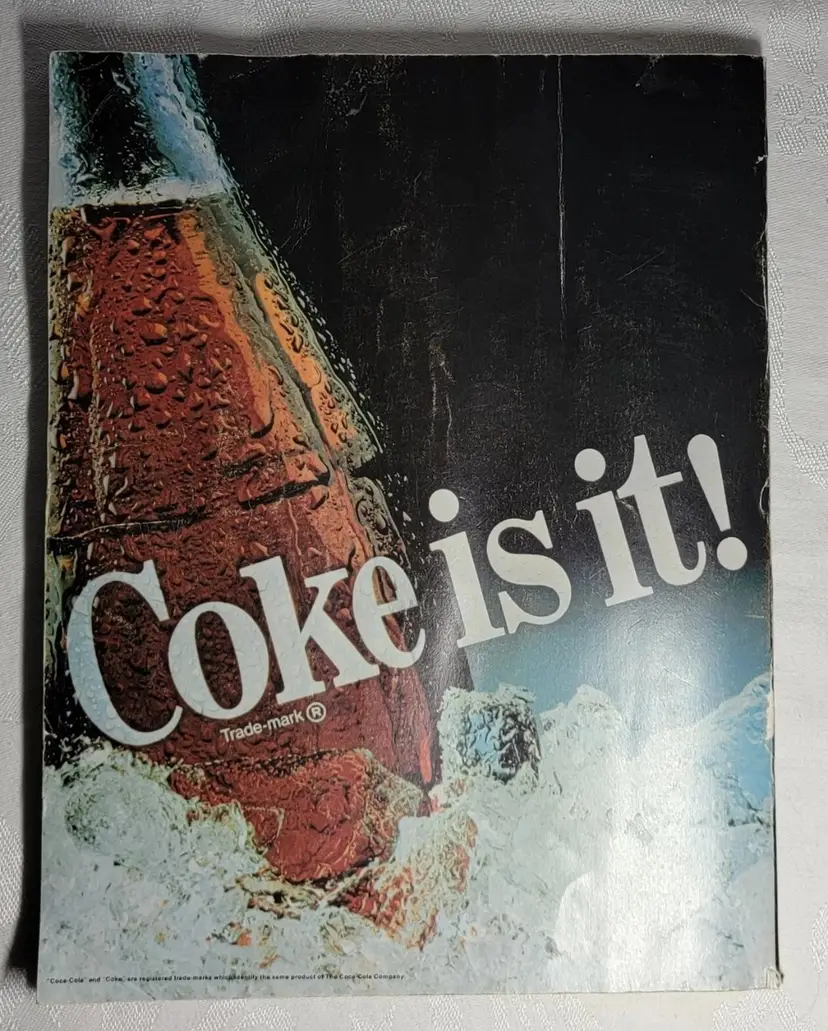 Coke is it!
Trade-mark ®
"Coca-Cola" and "Coke" are registered trade-marks which identify the same product of The Coca-Cola Company.